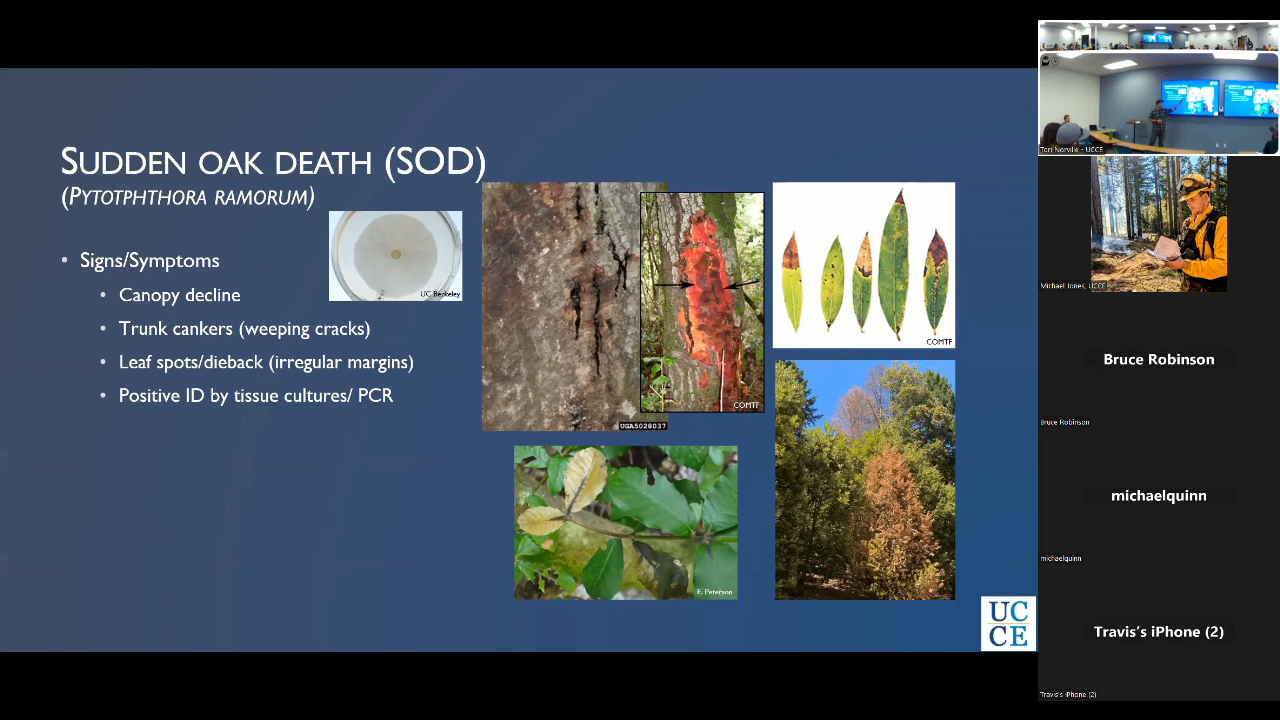 SUDDEN OAK DEATH (SOD)
(PYTOTPHTHORA RAMORUM)
• Signs/Symptoms
• Canopy decline
• Trunk cankers (weeping cracks)
• Leaf spots/dieback (irregular margins)
• Positive ID by tissue cultures/ PCR
UC Berkeley
UGA5028037
COMTF
COMTF
E. Peterson
UC
CE
Tori Norville - UCCE
Michael Jones, UCCE
Bruce Robinson
Bruce Robinson
michaelquinn
michaelquinn
Travis's iPhone (2)
Travis's iPhone (2)